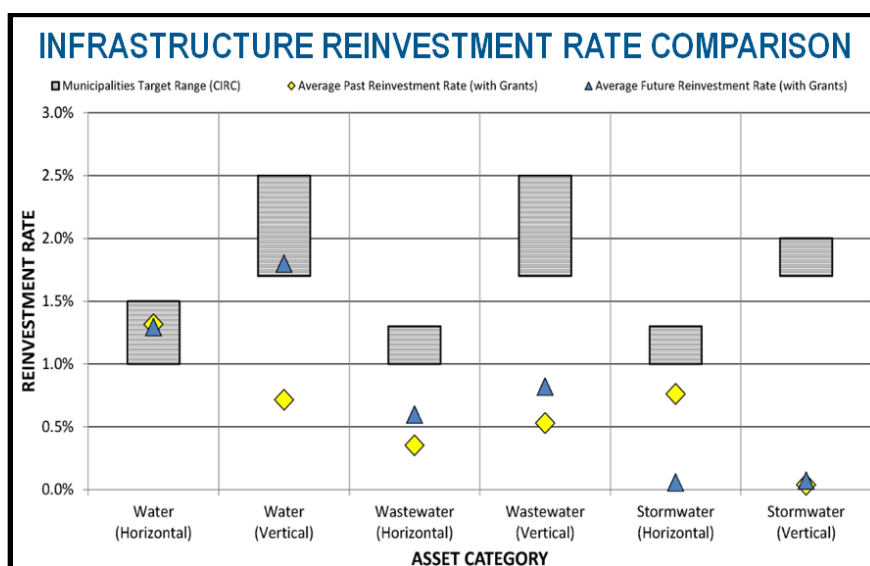 INFRASTRUCTURE REINVESTMENT RATE COMPARISON
Municipalities Target Range (CIRC) Average Past Reinvestment Rate (with Grants) Average Future Reinvestment Rate (with Grants)
3.0%
2.5%
2.0%
1.5%
1.0%
0.5%
0.0%
REINVESTMENT RATE
Water Water Wastewater Wastewater Stormwater Stormwater
(Horizontal) (Vertical) (Horizontal) (Vertical) (Horizontal) (Vertical)
ASSET CATEGORY